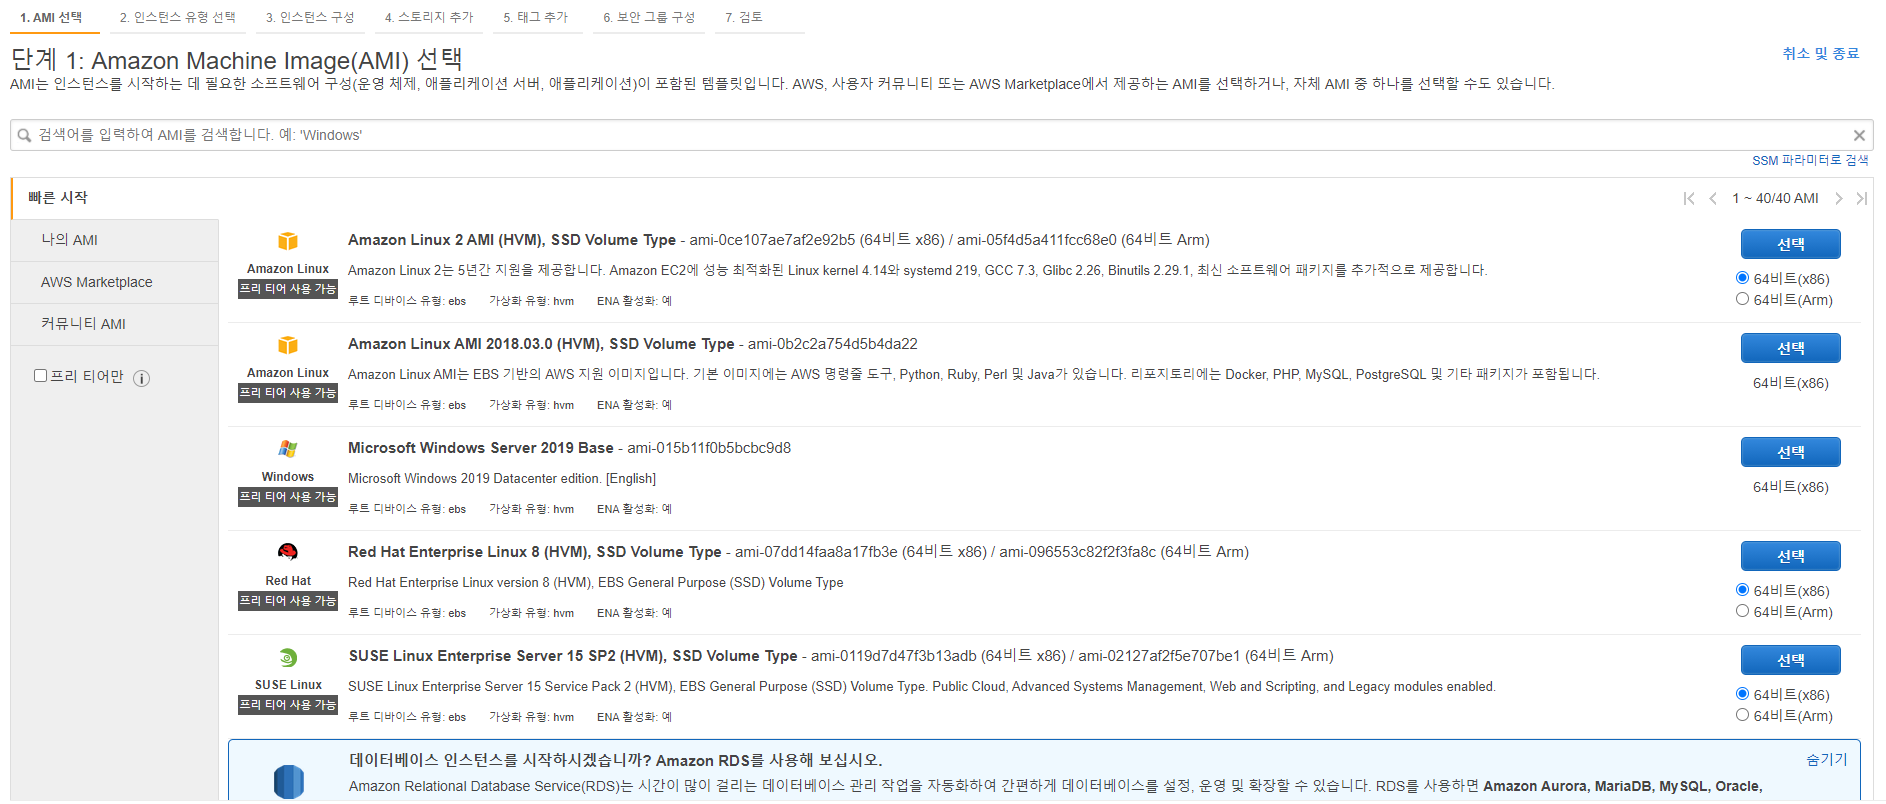 1. AMI 선택 2. 인스턴스 유형 선택 3. 인스턴스 구성 4. 스토리지 추가 5. 태그 추가 6. 보안 그룹 구성 7. 검토
단계 1: Amazon Machine Image(AMI) 선택
취소 및 종료
AMI는 인스턴스를 시작하는 데 필요한 소프트웨어 구성(운영 체제, 애플리케이션 서버, 애플리케이션)이 포함된 템플릿입니다. AWS, 사용자 커뮤니티 또는 AWS Marketplace에서 제공하는 AMI를 선택하거나, 자체 AMI 중 하나를 선택할 수도 있습니다.
검색어를 입력하여 AMI를 검색합니다. 예: 'Windows'
SSM 파라미터로 검색
빠른 시작
1 ~ 40/40 AMI
나의 AMI
AWS Marketplace
커뮤니티 AMI
프리 티어만
Amazon Linux
프리 티어 사용 가능
Amazon Linux 2 AMI (HVM), SSD Volume Type - ami-0ce107ae7af2e92b5 (64비트 x86) / ami-05f4d5a411fcc68e0 (64비트 Arm)
Amazon Linux 2는 5년간 지원을 제공합니다. Amazon EC2에 성능 최적화된 Linux kernel 4.14와 systemd 219, GCC 7.3, Glibc 2.26, Binutils 2.29.1, 최신 소프트웨어 패키지를 추가적으로 제공합니다.
루트 디바이스 유형: ebs 가상화 유형: hvm ENA 활성화: 예
선택
64비트(x86)
64비트(Arm)
Amazon Linux
프리 티어 사용 가능
Amazon Linux AMI 2018.03.0 (HVM), SSD Volume Type - ami-0b2c2a754d5b4da22
Amazon Linux AMI는 EBS 기반의 AWS 지원 이미지입니다. 기본 이미지에는 AWS 명령줄 도구, Python, Ruby, Perl 및 Java가 있습니다. 리포지토리에는 Docker, PHP, MySQL, PostgreSQL 및 기타 패키지가 포함됩니다.
루트 디바이스 유형: ebs 가상화 유형: hvm ENA 활성화: 예
선택
64비트(x86)
Windows
프리 티어 사용 가능
Microsoft Windows Server 2019 Base - ami-015b11f0b5bcbc9d8
Microsoft Windows 2019 Datacenter edition. [English]
루트 디바이스 유형: ebs 가상화 유형: hvm ENA 활성화: 예
선택
64비트(x86)
Red Hat
프리 티어 사용 가능
Red Hat Enterprise Linux 8 (HVM), SSD Volume Type - ami-07dd14faa8a17fb3e (64비트 x86) / ami-096553c82f2f3fa8c (64비트 Arm)
Red Hat Enterprise Linux version 8 (HVM), EBS General Purpose (SSD) Volume Type
루트 디바이스 유형: ebs 가상화 유형: hvm ENA 활성화: 예
선택
64비트(x86)
64비트(Arm)
SUSE Linux
프리 티어 사용 가능
SUSE Linux Enterprise Server 15 SP2 (HVM), SSD Volume Type - ami-0119d7d47f3b13adb (64비트 x86) / ami-02127af2f5e707be1 (64비트 Arm)
SUSE Linux Enterprise Server 15 Service Pack 2 (HVM), EBS General Purpose (SSD) Volume Type. Public Cloud, Advanced Systems Management, Web and Scripting, and Legacy modules enabled.
루트 디바이스 유형: ebs 가상화 유형: hvm ENA 활성화: 예
선택
64비트(x86)
64비트(Arm)
데이터베이스 인스턴스를 시작하시겠습니까? Amazon RDS를 사용해 보십시오.
숨기기
Amazon Relational Database Service(RDS)는 시간이 많이 걸리는 데이터베이스 관리 작업을 자동화하여 간편하게 데이터베이스를 설정, 운영 및 확장할 수 있습니다. RDS를 사용하면 Amazon Aurora, MariaDB, MySQL, Oracle,